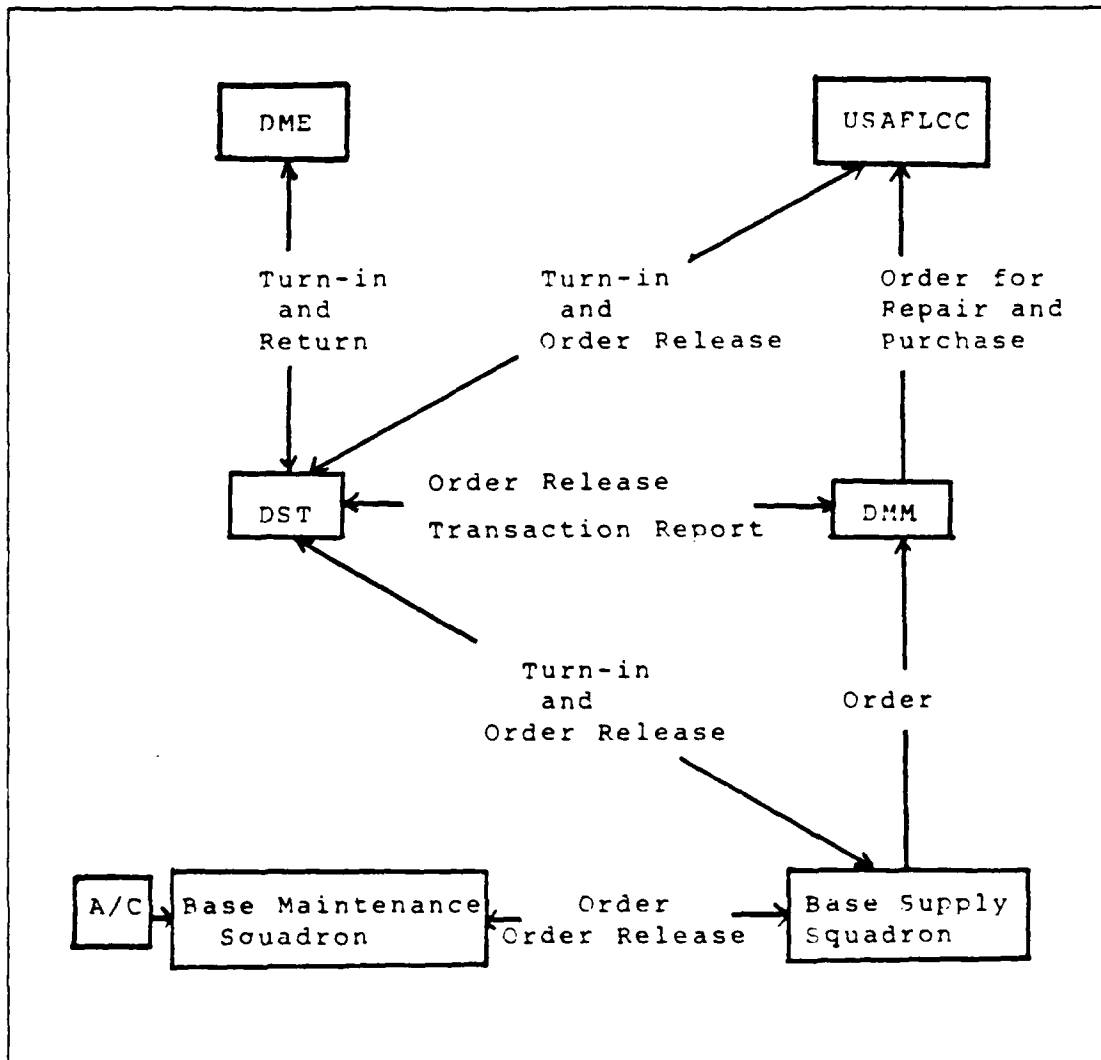 DME
USAFLCC
Turn-in
and
Return
Turn-in
and
Order Release
Order for
Repair and
Purchase
DST
Order Release
Transaction Report
DMM
Turn-in
and
Order Release
Order
A/C
Base Maintenance
Squadron
Order
Order Release
Base Supply
Squadron